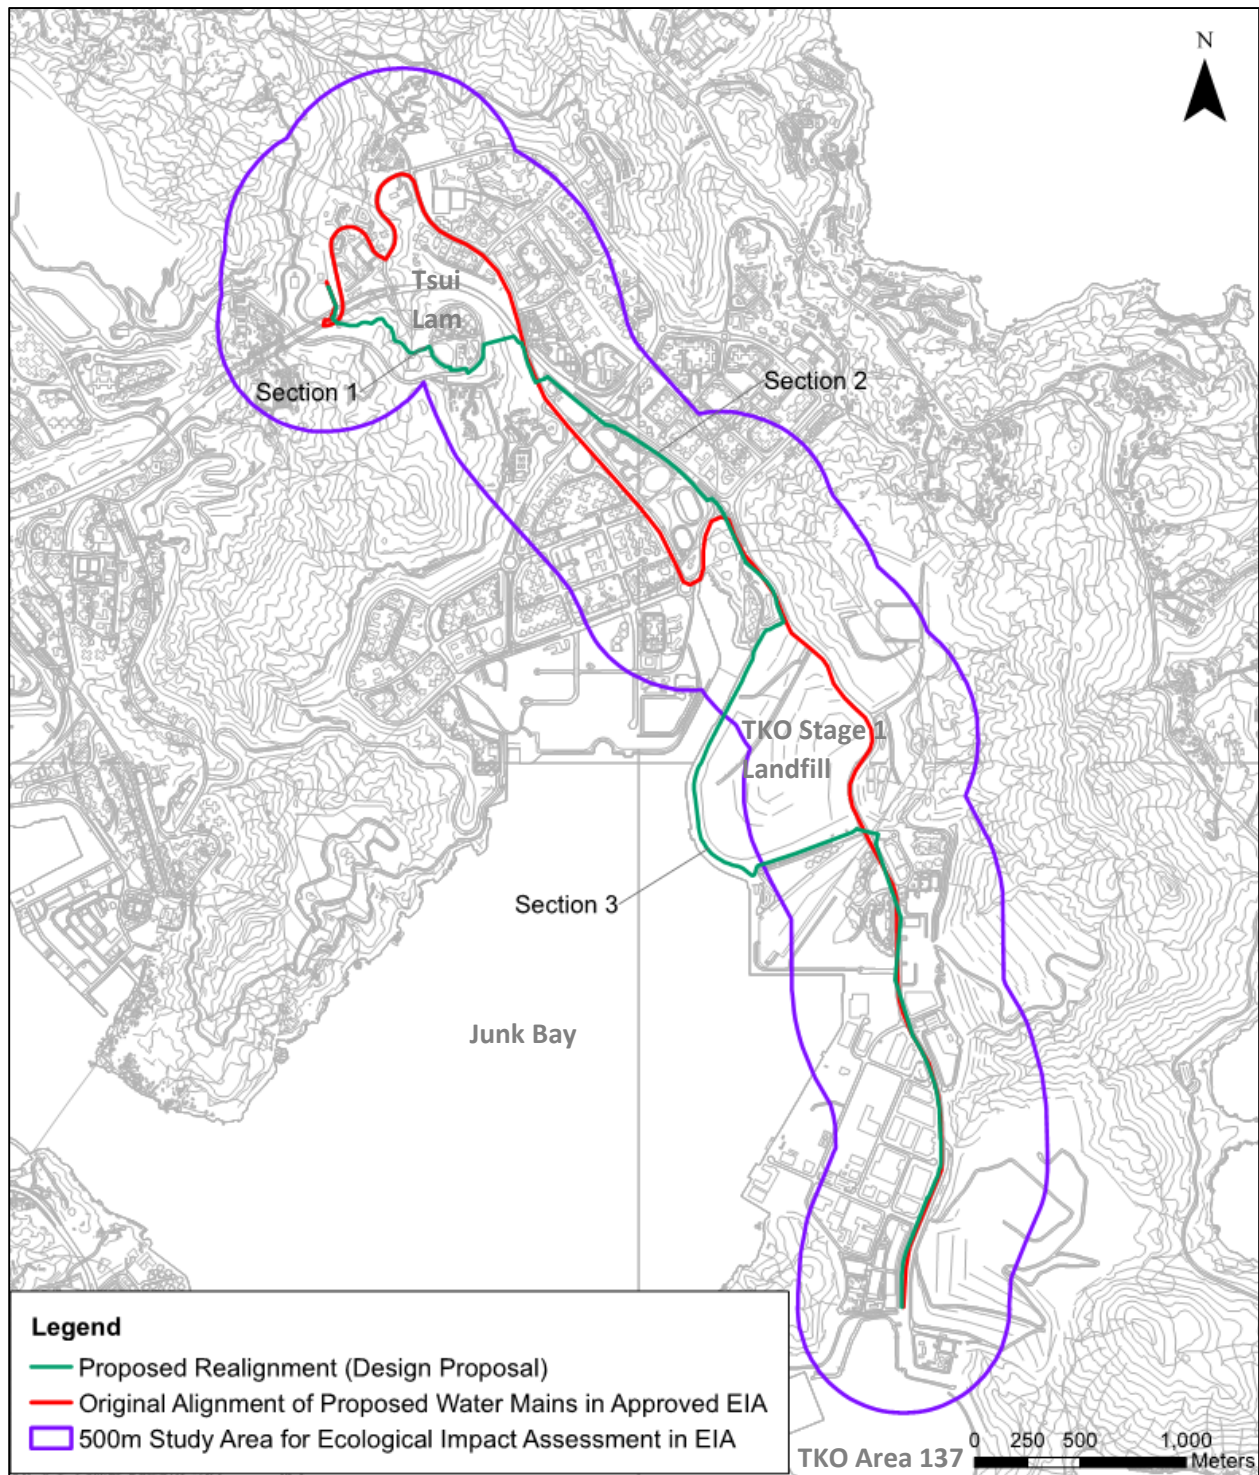 N
Tsui
Lam
Section 1
Section 2
TKO Stage 1
Landfill
Section 3
Junk Bay
Legend
Proposed Realignment (Design Proposal)
Original Alignment of Proposed Water Mains in Approved EIA
500m Study Area for Ecological Impact Assessment in EIA
TKO Area 137
0 250 500 1,000
Meters